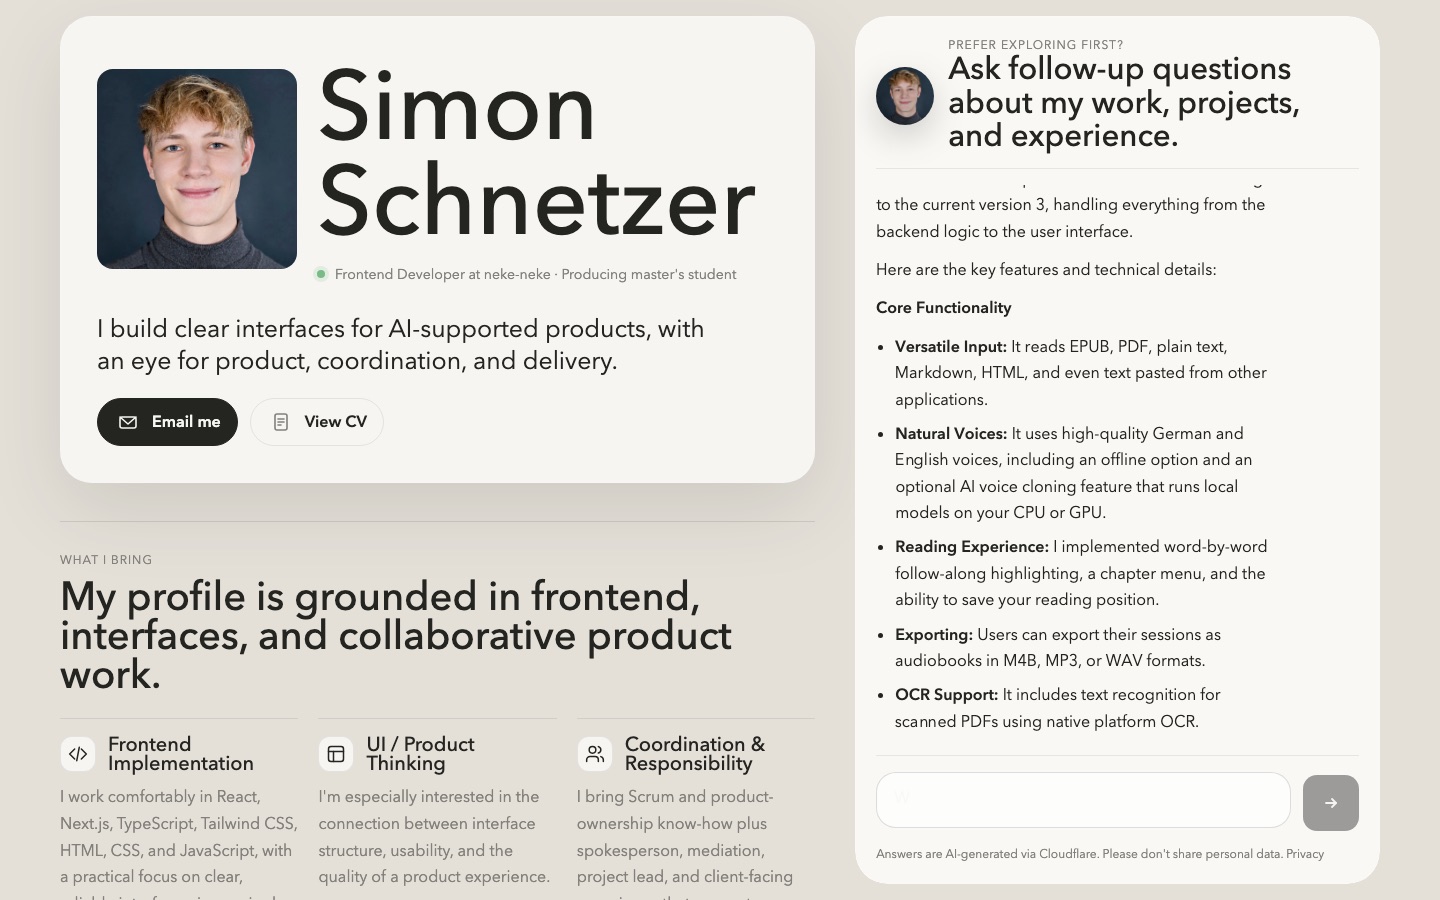 Simon
Schnetzer
Frontend Developer at neke-neke · Producing master's student
I build clear interfaces for AI-supported products, with
an eye for product, coordination, and delivery.
Email me
View CV
WHAT I BRING
My profile is grounded in frontend,
interfaces, and collaborative product
work.
Frontend
Implementation
I work comfortably in React,
Next.js, TypeScript, Tailwind CSS,
HTML, CSS, and JavaScript, with
a practical focus on clear,
UI / Product
Thinking
I'm especially interested in the
connection between interface
structure, usability, and the
quality of a product experience.
Coordination &
Responsibility
I bring Scrum and product-
ownership know-how plus
spokesperson, mediation,
project lead, and client-facing
PREFER EXPLORING FIRST?
Ask follow-up questions
about my work, projects,
and experience.
to the current version 3, handling everything from the
backend logic to the user interface.
Here are the key features and technical details:
Core Functionality
• Versatile Input: It reads EPUB, PDF, plain text,
Markdown, HTML, and even text pasted from other
applications.
• Natural Voices: It uses high-quality German and
English voices, including an offline option and an
optional AI voice cloning feature that runs local
models on your CPU or GPU.
• Reading Experience: I implemented word-by-word
follow-along highlighting, a chapter menu, and the
ability to save your reading position.
• Exporting: Users can export their sessions as
audiobooks in M4B, MP3, or WAV formats.
• OCR Support: It includes text recognition for
scanned PDFs using native platform OCR.
Answers are AI-generated via Cloudflare. Please don't share personal data. Privacy